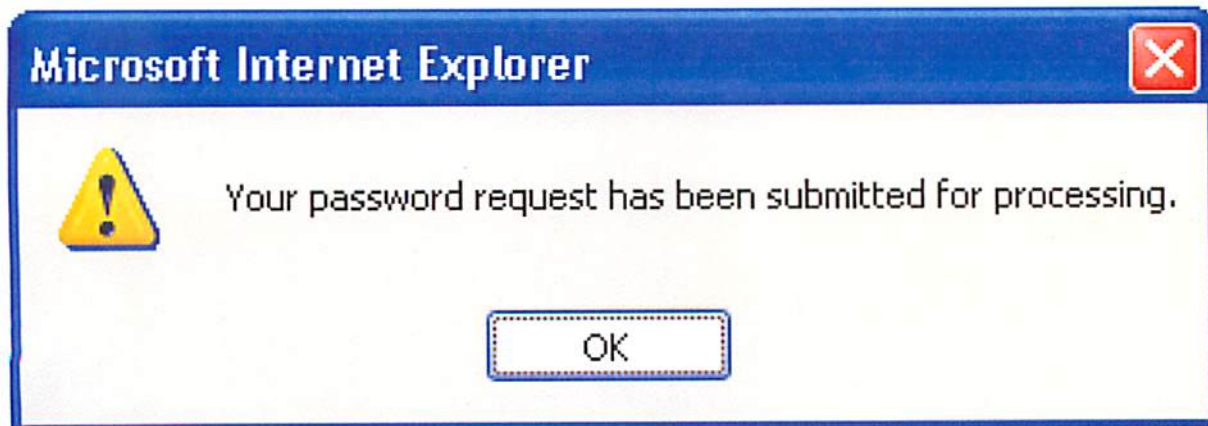 Microsoft Internet Explorer
Your password request has been submitted for processing.
OK